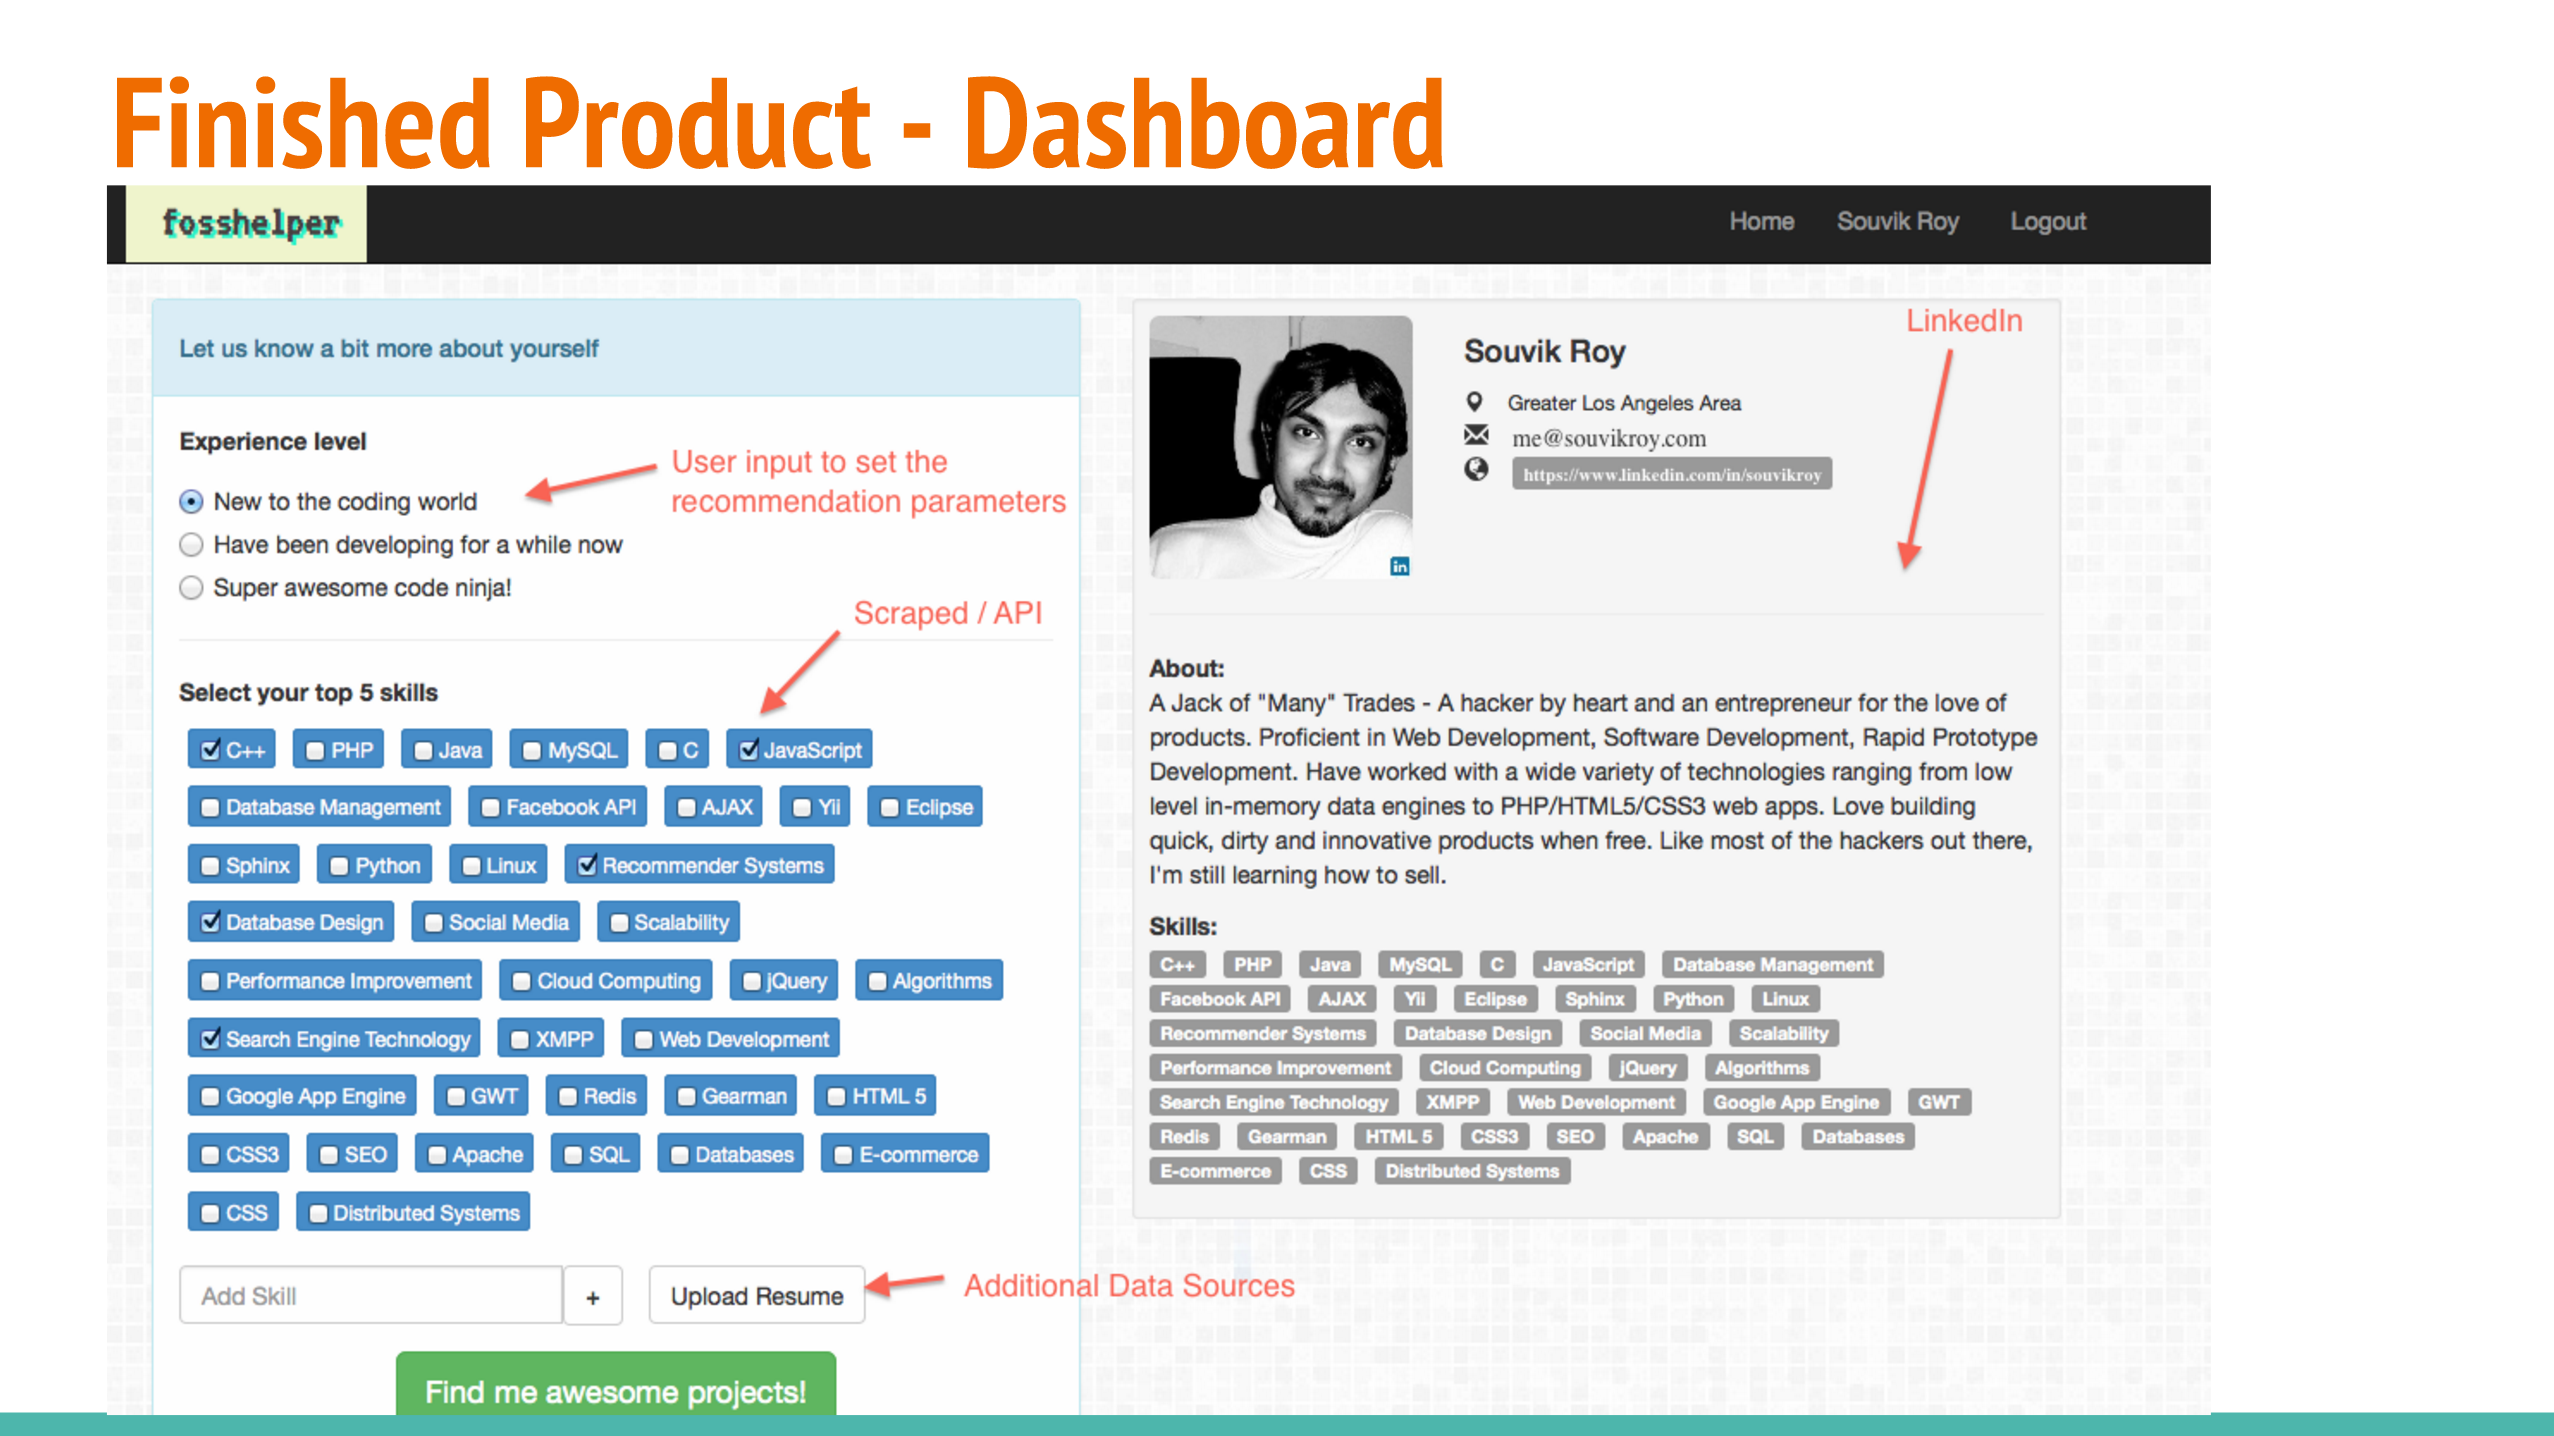 Finished Product - Dashboard
fosshelper
Home Souvik Roy Logout
Let us know a bit more about yourself
Experience level
User input to set the
recommendation parameters
New to the coding world
Have been developing for a while now
Super awesome code ninja!
Scraped / API
Select your top 5 skills
C++ PHP Java MySQL C JavaScript
Database Management Facebook API AJAX Yii Eclipse
Sphinx Python Linux Recommender Systems
Database Design Social Media Scalability
Performance Improvement Cloud Computing jQuery Algorithms
Search Engine Technology XMPP Web Development
Google App Engine GWT Redis Gearman HTML 5
CSS3 SEO Apache SQL Databases E-commerce
CSS Distributed Systems
Add Skill + Upload Resume
Additional Data Sources
Find me awesome projects!
LinkedIn
Souvik Roy
Greater Los Angeles Area
me@souvikroy.com
https://www.linkedin.com/in/souvikroy
in
About:
A Jack of "Many" Trades - A hacker by heart and an entrepreneur for the love of
products. Proficient in Web Development, Software Development, Rapid Prototype
Development. Have worked with a wide variety of technologies ranging from low
level in-memory data engines to PHP/HTML5/CSS3 web apps. Love building
quick, dirty and innovative products when free. Like most of the hackers out there,
I'm still learning how to sell.
Skills:
C++ PHP Java MySQL C JavaScript Database Management
Facebook API AJAX Yii Eclipse Sphinx Python Linux
Recommender Systems Database Design Social Media Scalability
Performance Improvement Cloud Computing jQuery Algorithms
Search Engine Technology XMPP Web Development Google App Engine GWT
Redis Gearman HTML 5 CSS3 SEO Apache SQL Databases
E-commerce CSS Distributed Systems